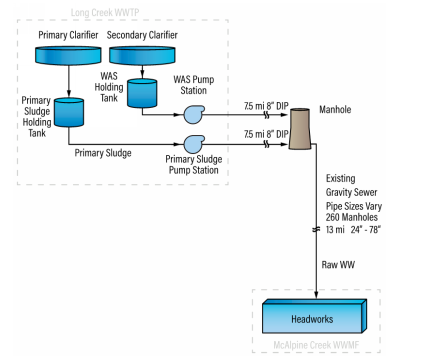 Long Creek WWTP
Primary Clarifier
Secondary Clarifier
WAS
Holding
Tank
WAS Pump
Station
7.5 mi 8" DIP
Manhole
Primary
Sludge
Holding
Tank
7.5 mi 8" DIP
Primary Sludge
Primary Sludge
Pump Station
Existing
Gravity Sewer
Pipe Sizes Vary
260 Manholes
13 mi 24" - 78"
Raw WW
Headworks
McAlpine Creek WWMF